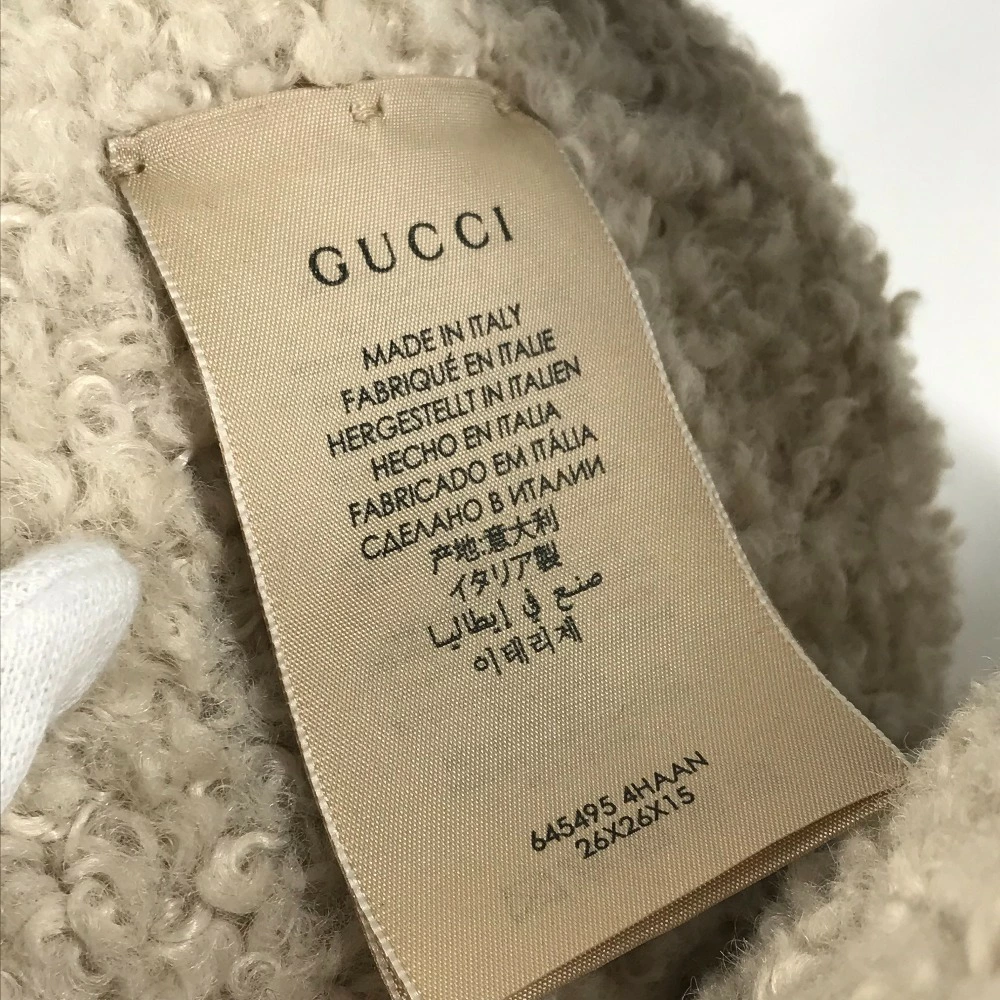 GUCCI
MADE IN ITALY
FABRIQUÉ EN ITALIE
HERGESTELLT IN ITALIEN
HECHO EN ITALIA
FABRICADO EM ITÁLIA
СДЕЛАНО В ИТАЛИИ
产地:意大利
イタリア製
صنع في إيطاليا
이태리제
645495 4HAAN
26X26X15